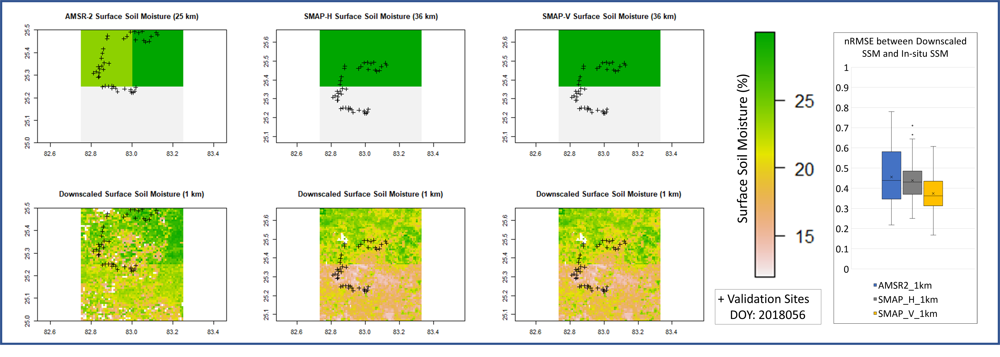 AMSR-2 Surface Soil Moisture (25 km)
25.0 25.1 25.2 25.3 25.4 25.5
82.6 82.8 83.0 83.2 83.4
SMAP-H Surface Soil Moisture (36 km)
25.1 25.2 25.3 25.4 25.5 25.6
82.6 82.8 83.0 83.2 83.4
SMAP-V Surface Soil Moisture (36 km)
25.1 25.2 25.3 25.4 25.5 25.6
82.6 82.8 83.0 83.2 83.4
Downscaled Surface Soil Moisture (1 km)
25.0 25.1 25.2 25.3 25.4 25.5
82.6 82.8 83.0 83.2 83.4
Downscaled Surface Soil Moisture (1 km)
25.1 25.2 25.3 25.4 25.5 25.6
82.6 82.8 83.0 83.2 83.4
Downscaled Surface Soil Moisture (1 km)
25.1 25.2 25.3 25.4 25.5 25.6
82.6 82.8 83.0 83.2 83.4
Surface Soil Moisture (%)
25
20
15
+ Validation Sites
DOY: 2018056
nRMSE between Downscaled
SSM and In-situ SSM
1
0.9
0.8
0.7
0.6
0.5
0.4
0.3
0.2
0.1
0
AMSR2_1km
SMAP_H_1km
SMAP_V_1km